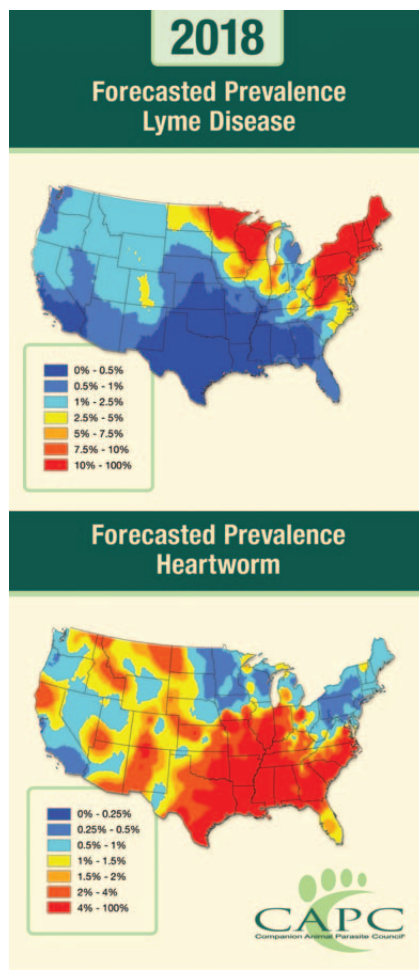 2018
Forecasted Prevalence
Lyme Disease
0% - 0.5%
0.5% - 1%
1% - 2.5%
2.5% - 5%
5% - 7.5%
7.5% - 10%
10% - 100%
Forecasted Prevalence
Heartworm
0% - 0.25%
0.25% - 0.5%
0.5% - 1%
1% - 1.5%
1.5% - 2%
2% - 4%
4% - 100%
CAPC
Companion Animal Parasite Council